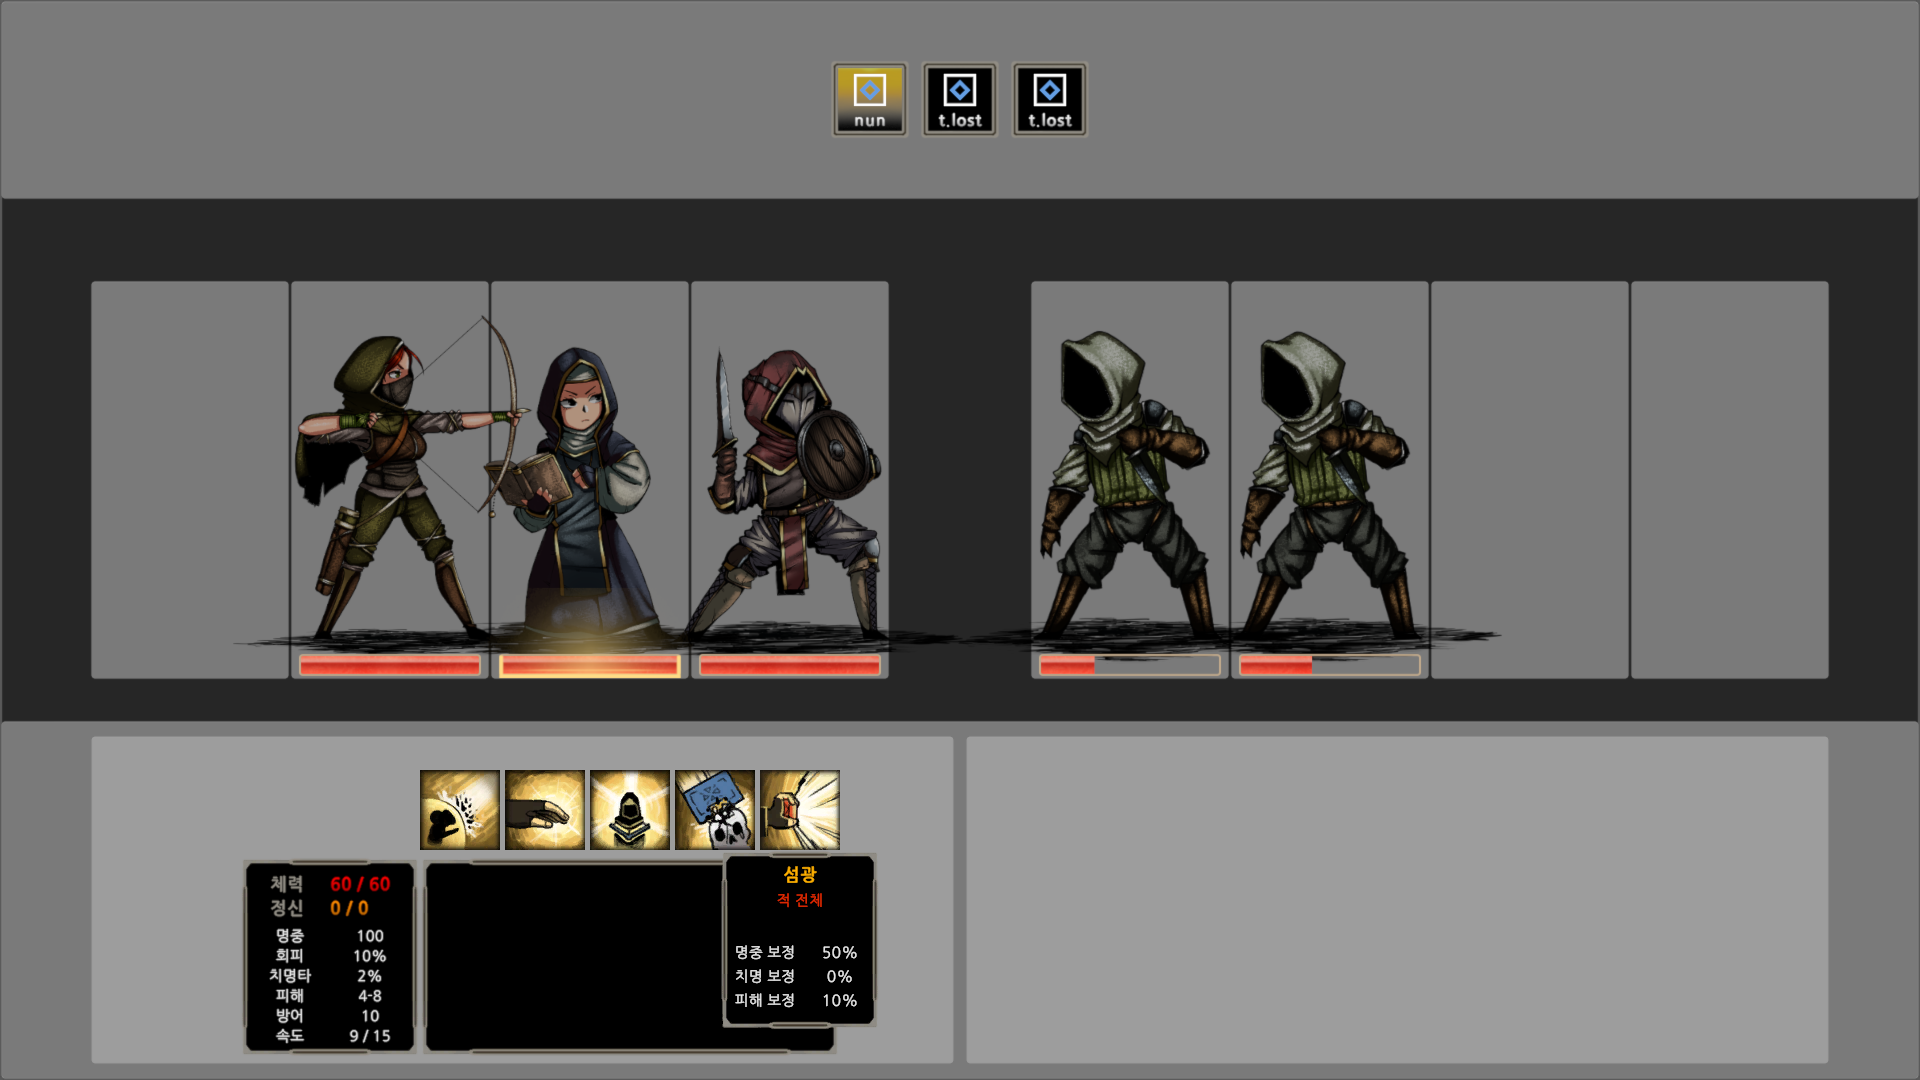 nun
t.lost
t.lost
체력 60 / 60
정신 0 / 0
명중 100
회피 10%
치명타 2%
피해 4-8
방어 10
속도 9 / 15
섬광
적 전체
명중 보정 50%
치명 보정 0%
피해 보정 10%